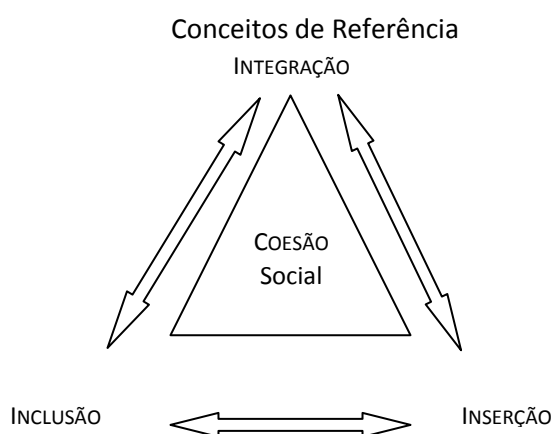 Conceitos de Referência
INTEGRAÇÃO
COESÃO
Social
INCLUSÃO
INSERÇÃO